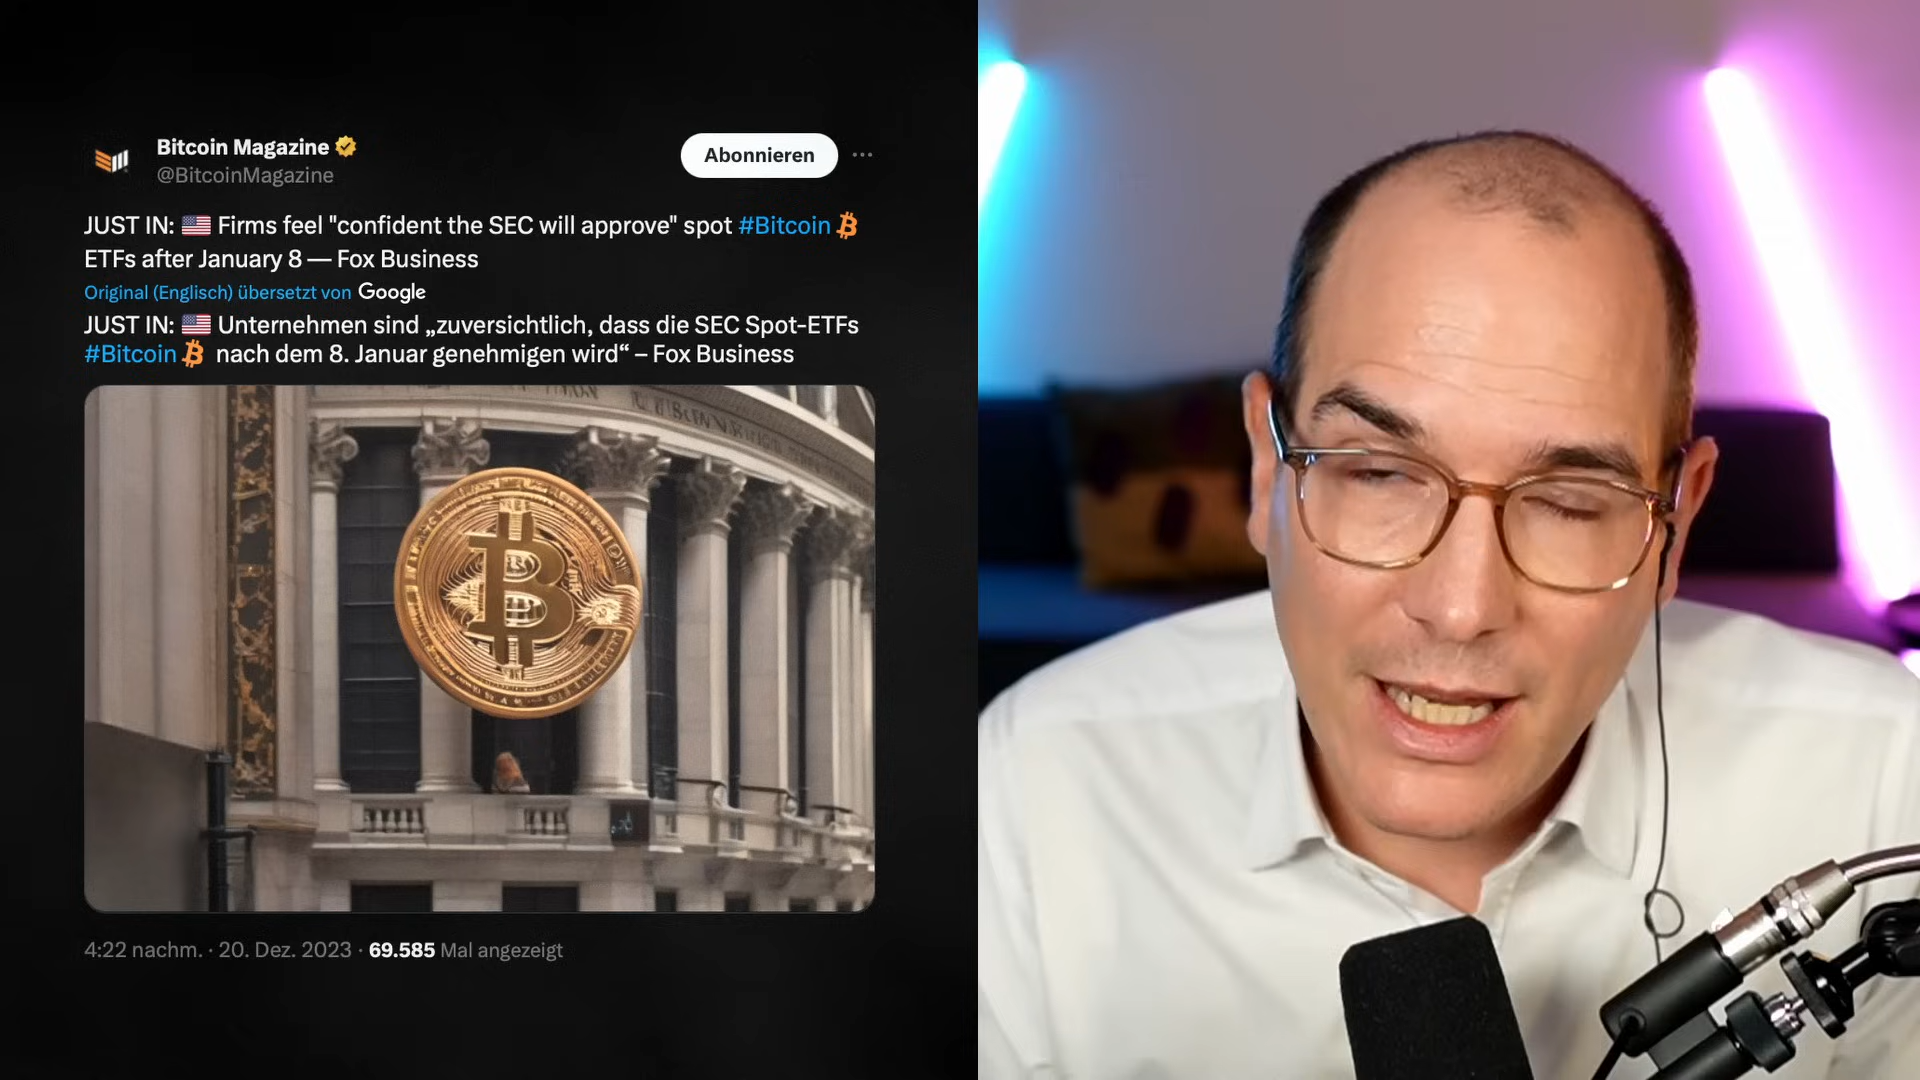 Bitcoin Magazine
@BitcoinMagazine
Abonnieren
JUST IN: 🇺🇸 Firms feel "confident the SEC will approve" spot #Bitcoin
ETFs after January 8 — Fox Business
Original (Englisch) übersetzt von Google
JUST IN: 🇺🇸 Unternehmen sind „zuversichtlich, dass die SEC Spot-ETFs
#Bitcoin nach dem 8. Januar genehmigen wird“ – Fox Business
4:22 nachm. · 20. Dez. 2023 · 69.585 Mal angezeigt